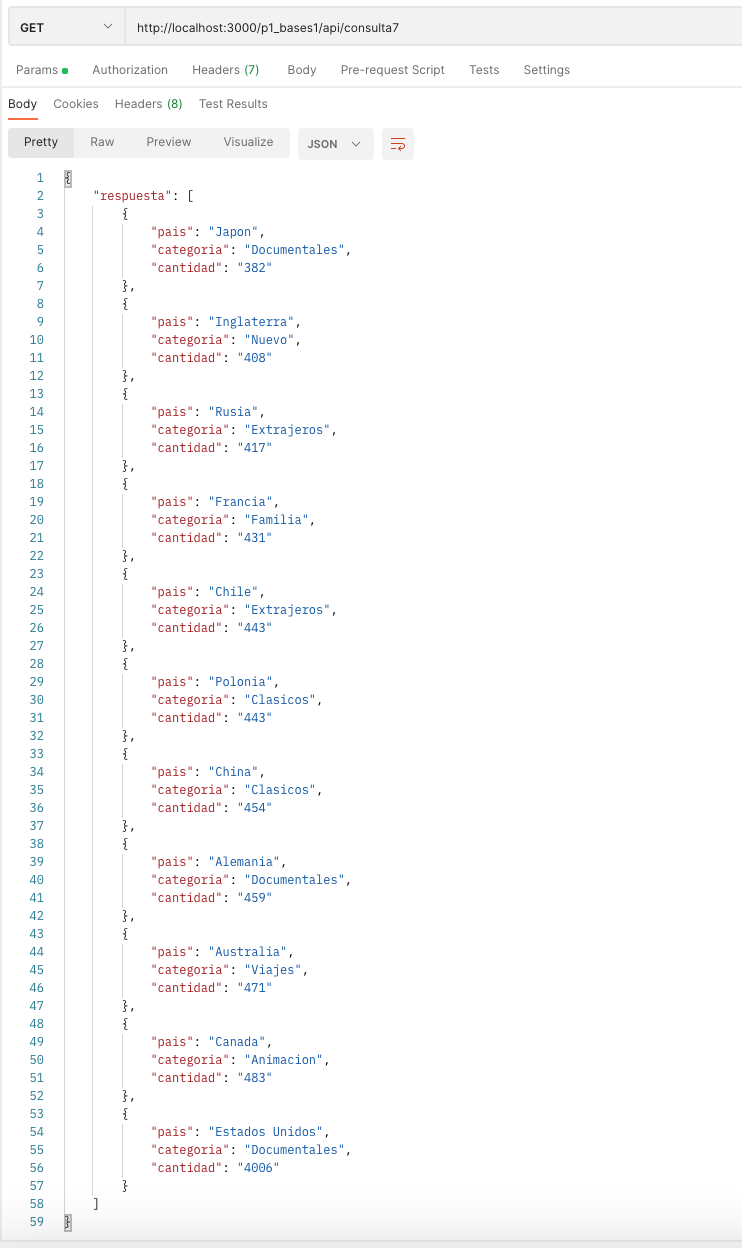 GET http://localhost:3000/p1_bases1/api/consulta7
Params Authorization Headers (7) Body Pre-request Script Tests Settings
Body Cookies Headers (8) Test Results
Pretty Raw Preview Visualize JSON
1 {
2 "respuesta": [
3 {
4 "pais": "Japon",
5 "categoria": "Documentales",
6 "cantidad": "382"
7 },
8 {
9 "pais": "Inglaterra",
10 "categoria": "Nuevo",
11 "cantidad": "408"
12 },
13 {
14 "pais": "Rusia",
15 "categoria": "Extrajeros",
16 "cantidad": "417"
17 },
18 {
19 "pais": "Francia",
20 "categoria": "Familia",
21 "cantidad": "431"
22 },
23 {
24 "pais": "Chile",
25 "categoria": "Extrajeros",
26 "cantidad": "443"
27 },
28 {
29 "pais": "Polonia",
30 "categoria": "Clasicos",
31 "cantidad": "443"
32 },
33 {
34 "pais": "China",
35 "categoria": "Clasicos",
36 "cantidad": "454"
37 },
38 {
39 "pais": "Alemania",
40 "categoria": "Documentales",
41 "cantidad": "459"
42 },
43 {
44 "pais": "Australia",
45 "categoria": "Viajes",
46 "cantidad": "471"
47 },
48 {
49 "pais": "Canada",
50 "categoria": "Animacion",
51 "cantidad": "483"
52 },
53 {
54 "pais": "Estados Unidos",
55 "categoria": "Documentales",
56 "cantidad": "4006"
57 }
58 ]
59 }